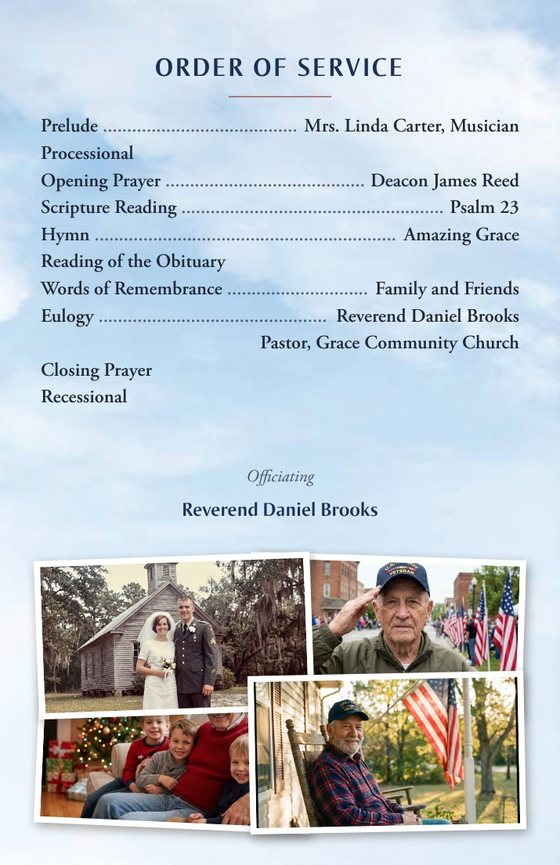 ORDER OF SERVICE
Prelude ........................................ Mrs. Linda Carter, Musician
Processional
Opening Prayer ......................................... Deacon James Reed
Scripture Reading ...................................................... Psalm 23
Hymn .............................................................. Amazing Grace
Reading of the Obituary
Words of Remembrance ............................. Family and Friends
Eulogy ............................................... Reverend Daniel Brooks
Pastor, Grace Community Church
Closing Prayer
Recessional
Officiating
Reverend Daniel Brooks
VETERAN